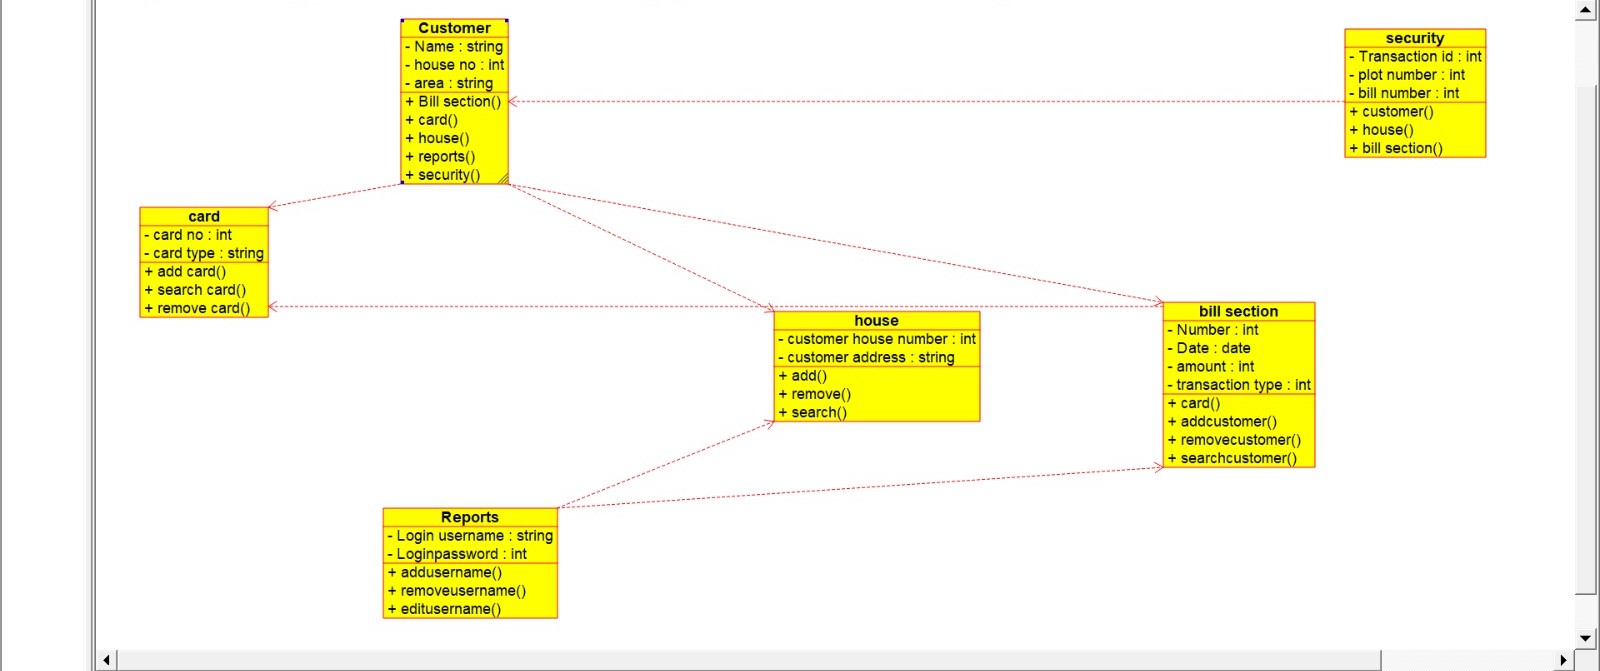 Customer
- Name : string
- house no : int
- area : string
+ Bill section()
+ card()
+ house()
+ reports()
+ security()
security
- Transaction id : int
- plot number : int
- bill number : int
+ customer()
+ house()
+ bill section()
card
- card no : int
- card type : string
+ add card()
+ search card()
+ remove card()
house
- customer house number : int
- customer address : string
+ add()
+ remove()
+ search()
bill section
- Number : int
- Date : date
- amount : int
- transaction type : int
+ card()
+ addcustomer()
+ removecustomer()
+ searchcustomer()
Reports
- Login username : string
- Loginpassword : int
+ addusername()
+ removeusername()
+ editusername()